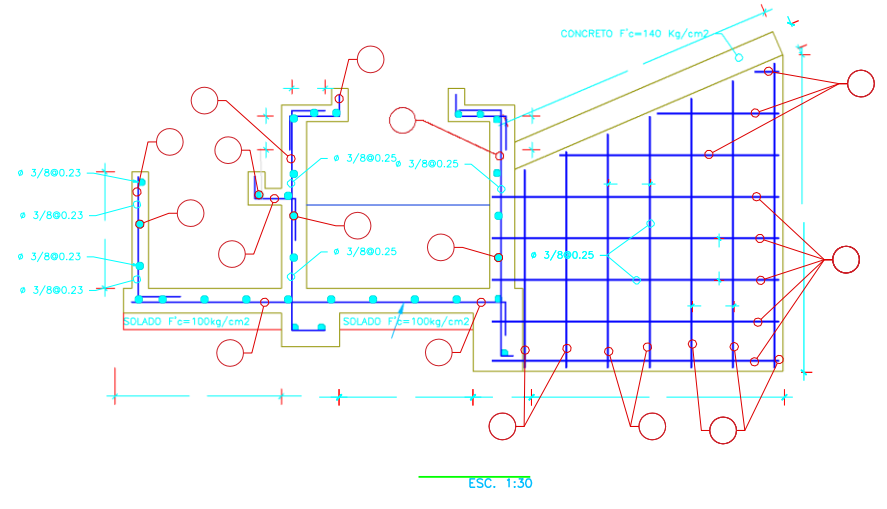 CONCRETO F'c=140 Kg/cm2
ø 3/8@0.25
ø 3/8@0.25
ø 3/8@0.23
ø 3/8@0.23
ø 3/8@0.25
ø 3/8@0.25
ø 3/8@0.23
ø 3/8@0.23
SOLADO F'c=100kg/cm2
SOLADO F'c=100kg/cm2
ESC. 1:30